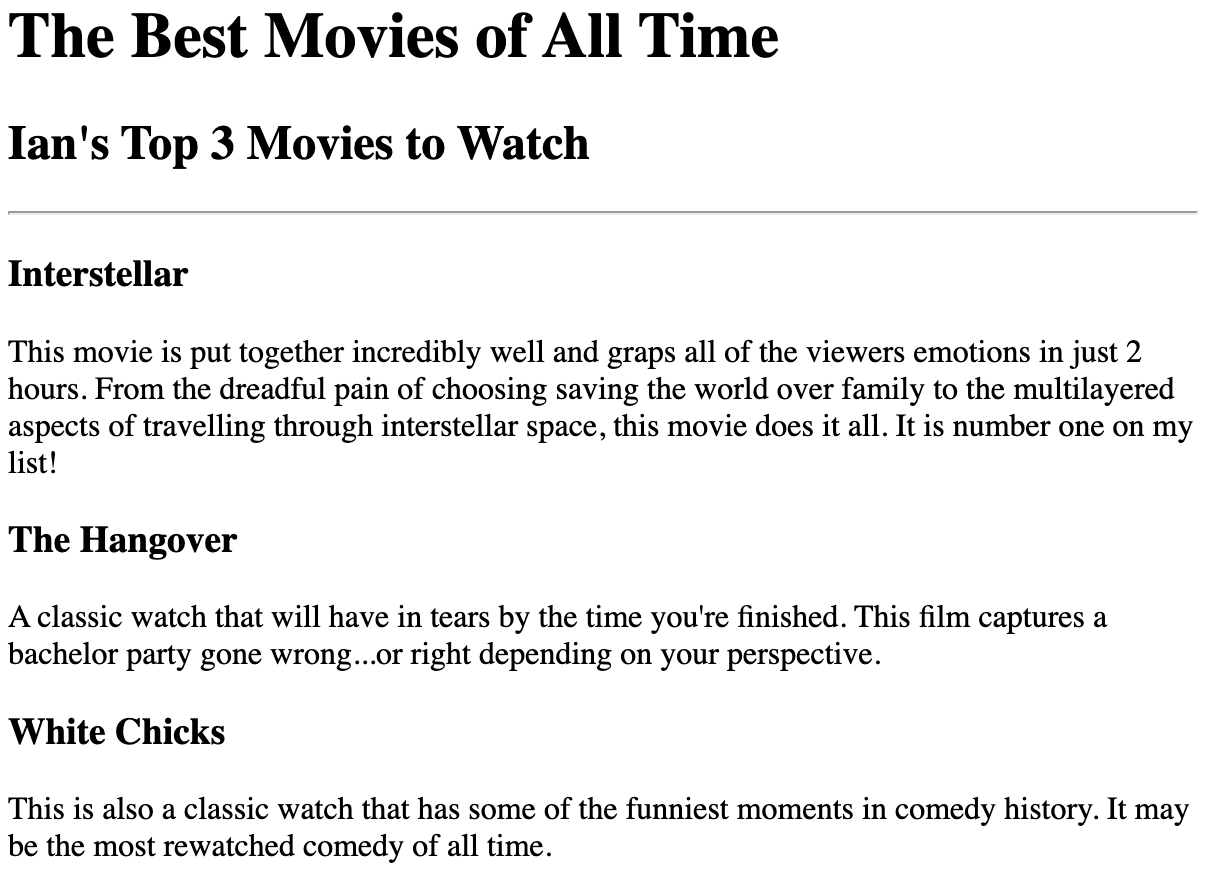 The Best Movies of All Time
Ian's Top 3 Movies to Watch
Interstellar
This movie is put together incredibly well and graps all of the viewers emotions in just 2
hours. From the dreadful pain of choosing saving the world over family to the multilayered
aspects of travelling through interstellar space, this movie does it all. It is number one on my
list!
The Hangover
A classic watch that will have in tears by the time you're finished. This film captures a
bachelor party gone wrong...or right depending on your perspective.
White Chicks
This is also a classic watch that has some of the funniest moments in comedy history. It may
be the most rewatched comedy of all time.